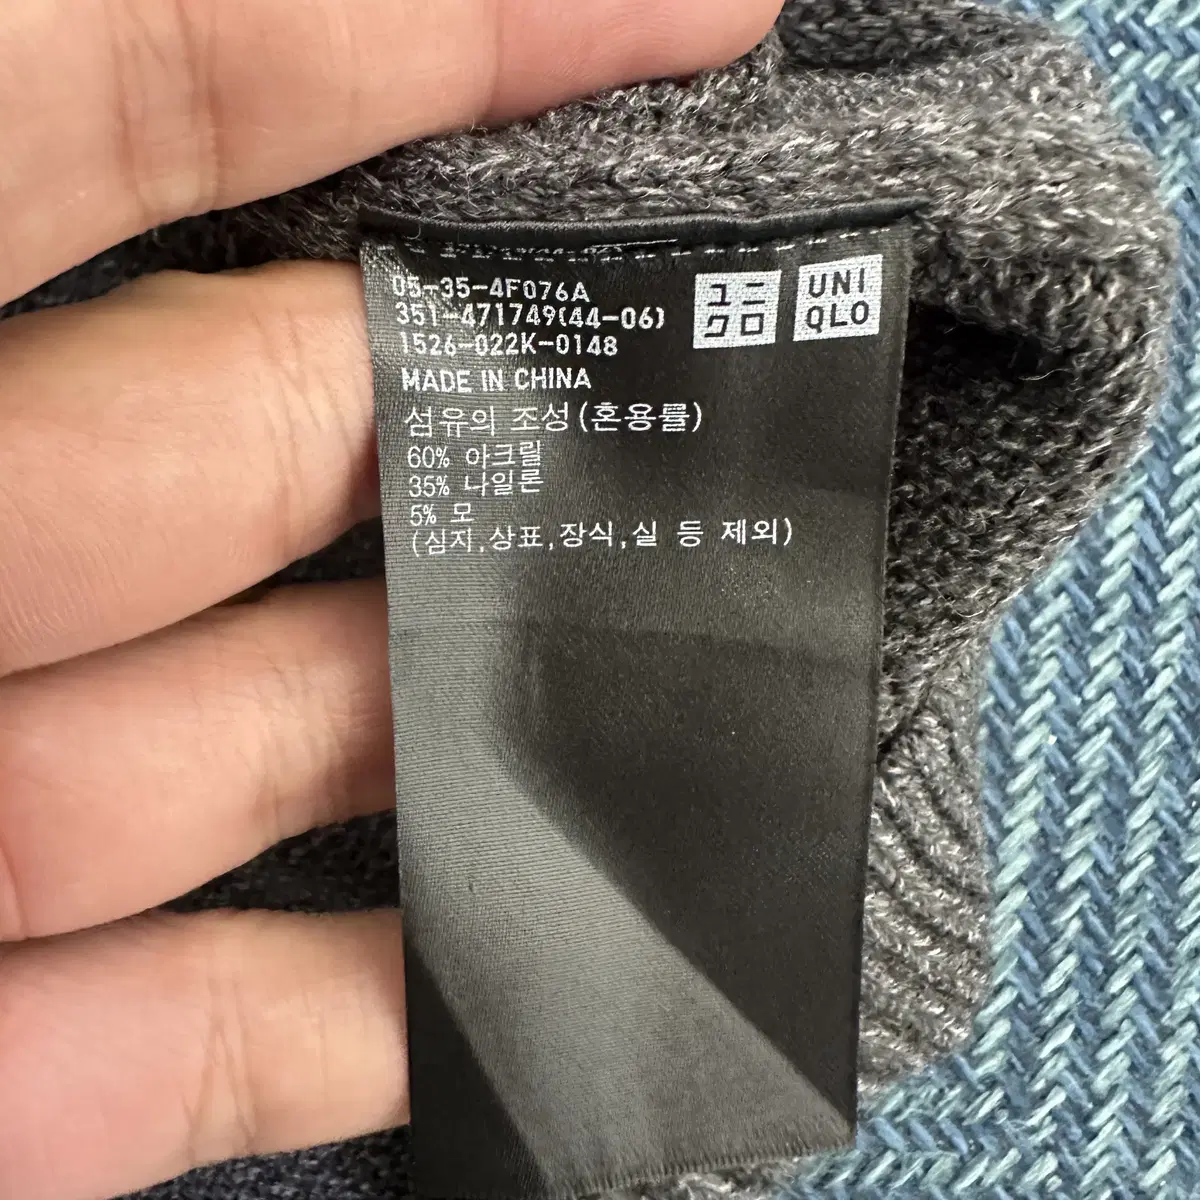 05-35-4F076A
351-471749(44-06)
1526-022K-0148
ユニ
クロ
UNI
QLO
MADE IN CHINA
섬유의 조성(혼용률)
60% 아크릴
35% 나일론
5% 모
(심지,상표,장식,실 등 제외)